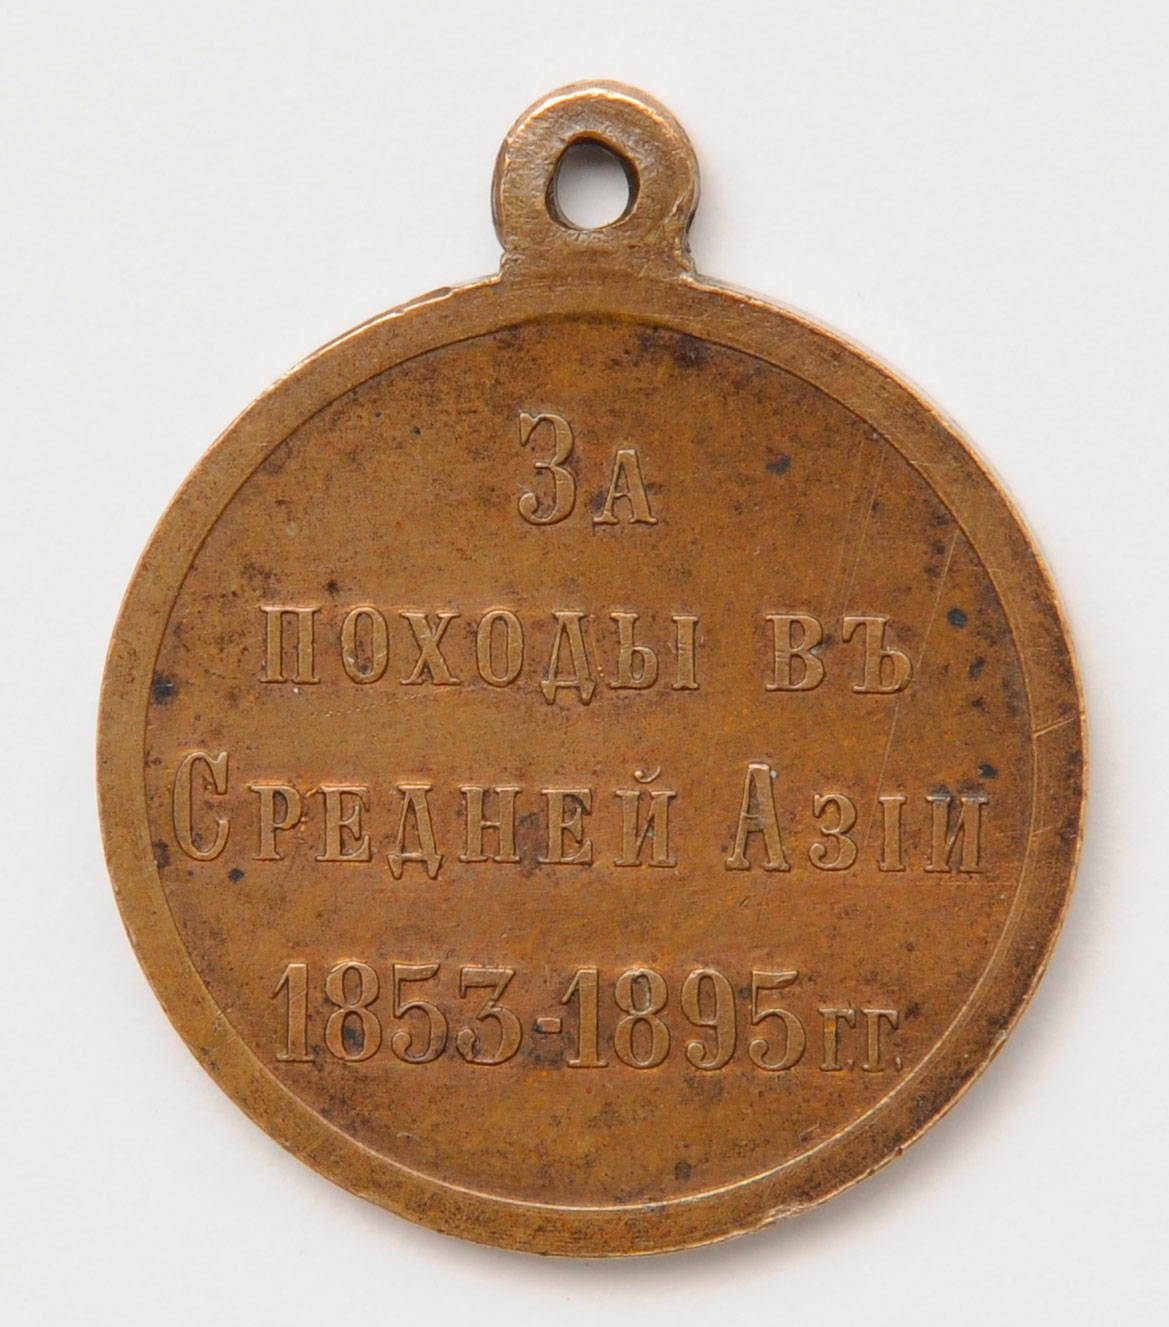 За
походы въ
Средней Азіи
1853-1895 гг.